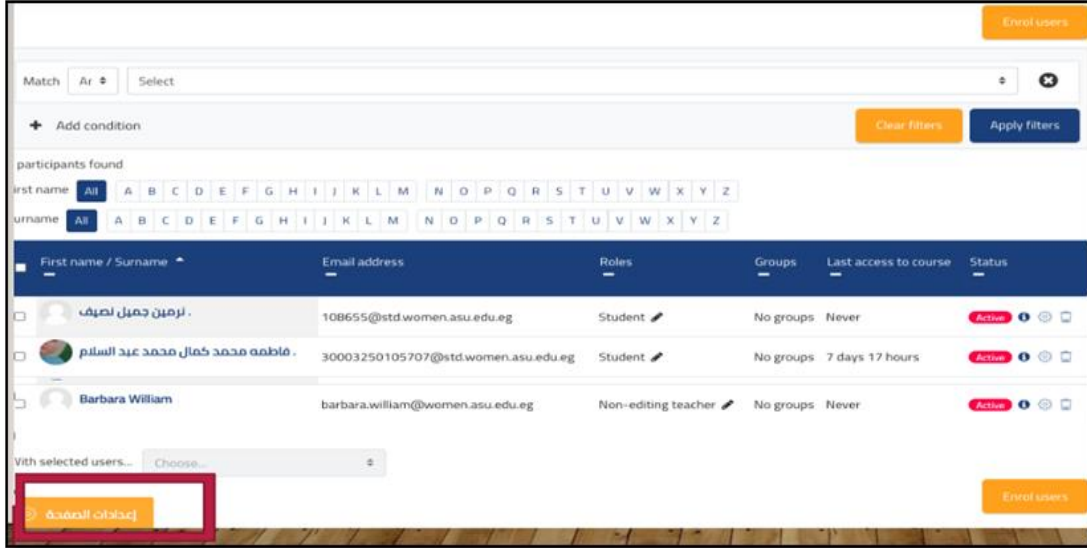 Enrol users
Match Ar Select
Add condition Clear filters Apply filters
participants found
irst name All A B C D E F G H I J K L M N O P Q R S T U V W X Y Z
urname All A B C D E F G H I J K L M N O P Q R S T U V W X Y Z
First name / Surname Email address Roles Groups Last access to course Status
. نرمين جميل نصيف 108655@std.women.asu.edu.eg Student No groups Never Active
. فاطمه محمد كمال محمد عبد السلام 30003250105707@std.women.asu.edu.eg Student No groups 7 days 17 hours Active
Barbara William barbara.william@women.asu.edu.eg Non-editing teacher No groups Never Active
Vith selected users... Choose...
Enrol users
إعدادات الصفحة